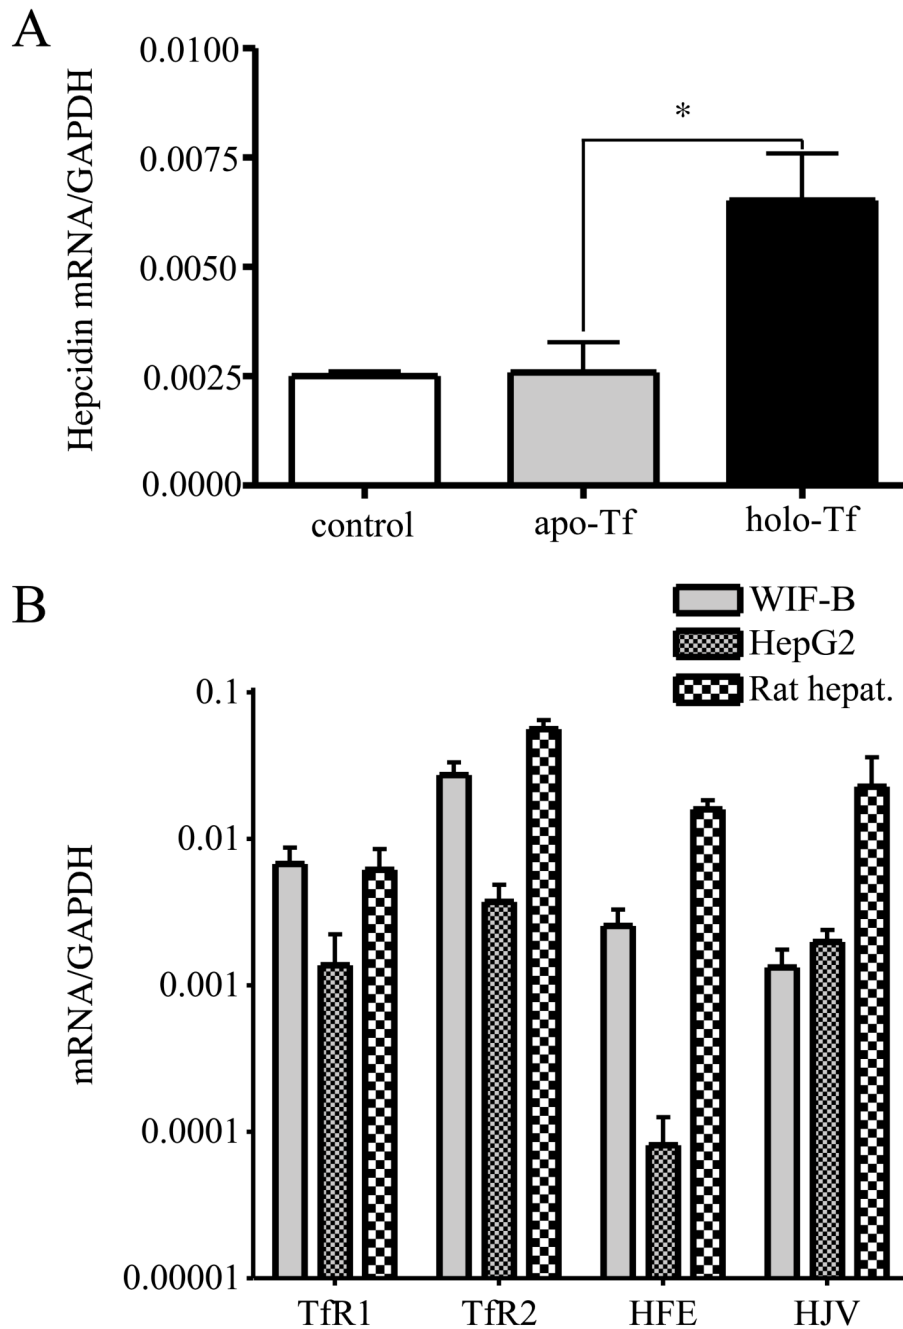 A
Hepcidin mRNA/GAPDH
0.0100
0.0075
0.0050
0.0025
0.0000
*
control apo-Tf holo-Tf
B
WIF-B
HepG2
Rat hepat.
mRNA/GAPDH
0.1
0.01
0.001
0.0001
0.00001
TfR1 TfR2 HFE HJV